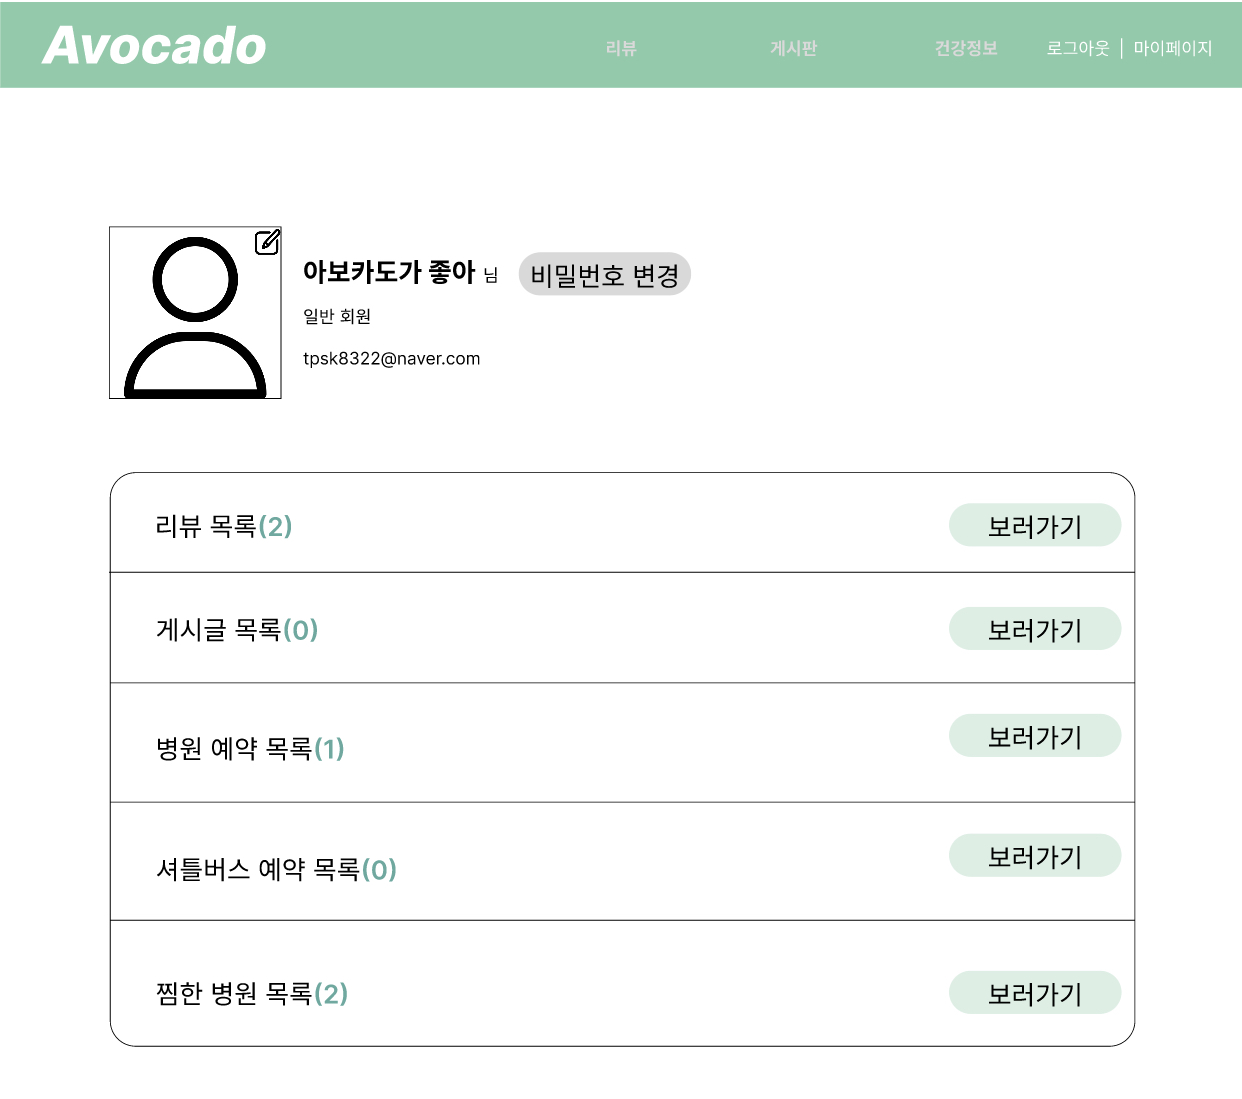 Avocado 리뷰 게시판 건강정보 로그아웃 | 마이페이지
아보카도가 좋아 님 비밀번호 변경
일반 회원
tpsk8322@naver.com
리뷰 목록(2) 보러가기
게시글 목록(0) 보러가기
병원 예약 목록(1) 보러가기
셔틀버스 예약 목록(0) 보러가기
찜한 병원 목록(2) 보러가기